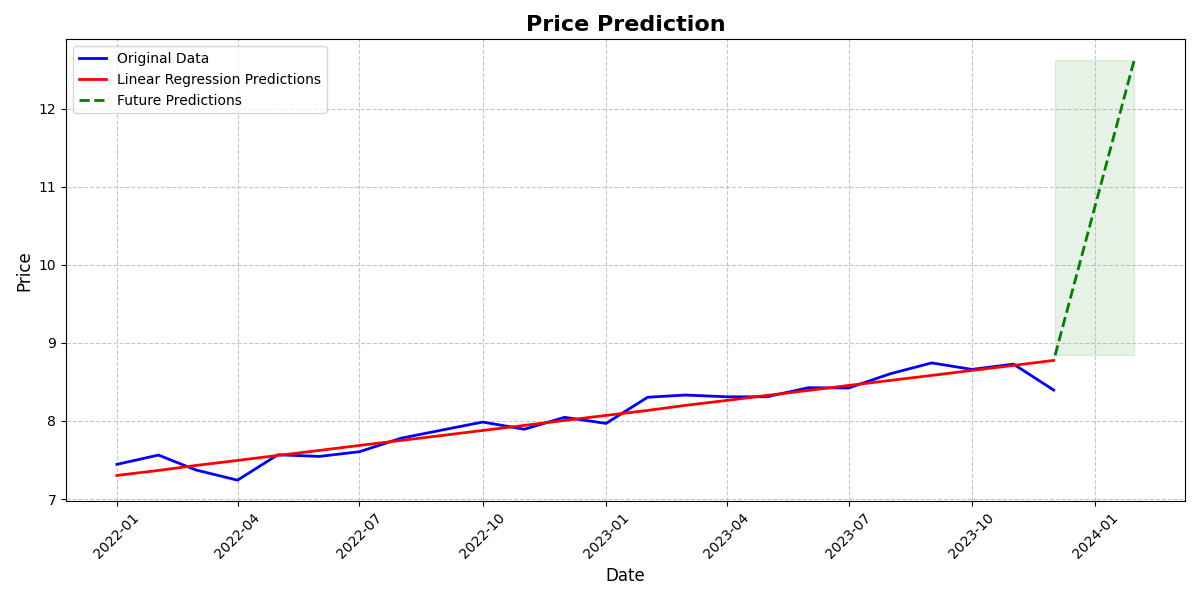 Price Prediction
Original Data
Linear Regression Predictions
Future Predictions
Price
12
11
10
9
8
7
2022-01
2022-04
2022-07
2022-10
2023-01
2023-04
2023-07
2023-10
2024-01
Date